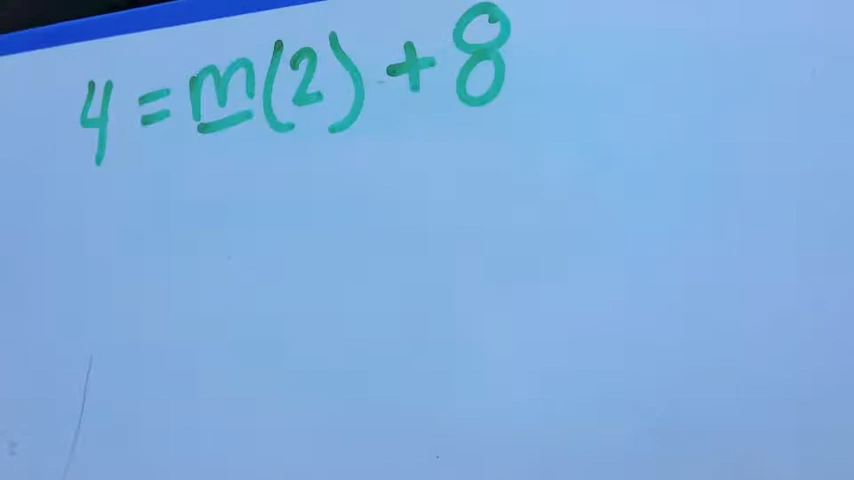 4 = m(2) + 8